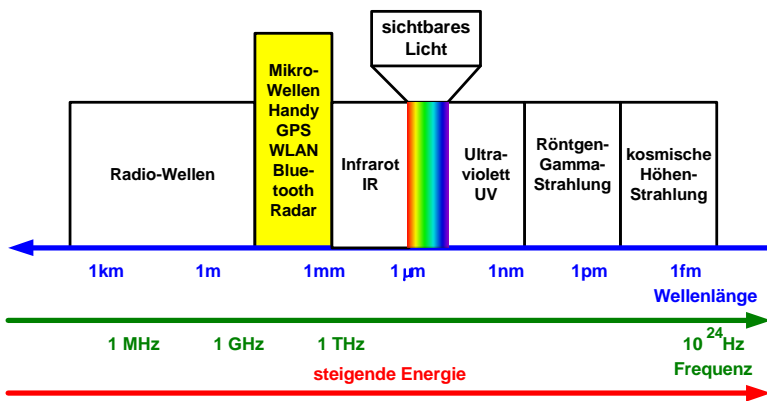 sichtbares
Licht
Mikro-
Wellen
Handy
GPS
WLAN
Blue-
tooth
Radar
Radio-Wellen
Infrarot
IR
Ultra-
violett
UV
Röntgen-
Gamma-
Strahlung
kosmische
Höhen-
Strahlung
1km 1m 1mm 1 µm 1nm 1pm 1fm
Wellenlänge
1 MHz 1 GHz 1 THz 10 24 Hz
Frequenz
steigende Energie